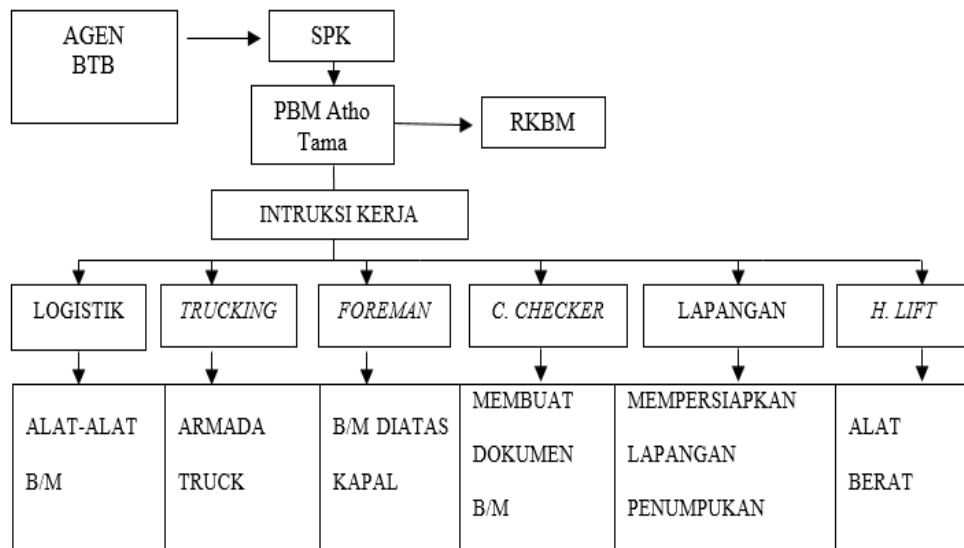 AGEN
BTB
SPK
PBM Atho
Tama
RKBM
INTRUKSI KERJA
LOGISTIK
TRUCKING
FOREMAN
C. CHECKER
LAPANGAN
H. LIFT
ALAT-ALAT
B/M
ARMADA
TRUCK
B/M DIATAS
KAPAL
MEMBUAT
DOKUMEN
B/M
MEMPERSIAPKAN
LAPANGAN
PENUMPUKAN
ALAT
BERAT